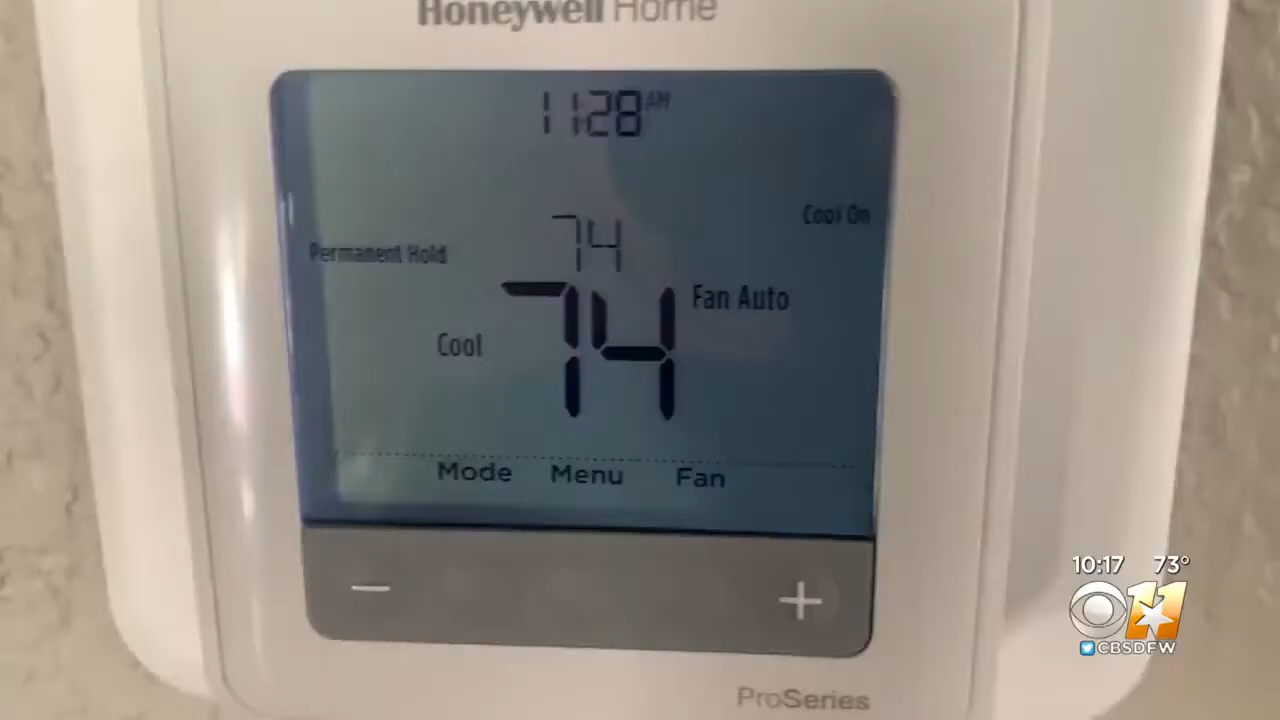 Honeywell Home
11:28 AM
Cool On
74
Permanent Hold
74
Fan Auto
Cool
Mode Menu Fan
− +
10:17 73°
11
CBSDFW
ProSeries